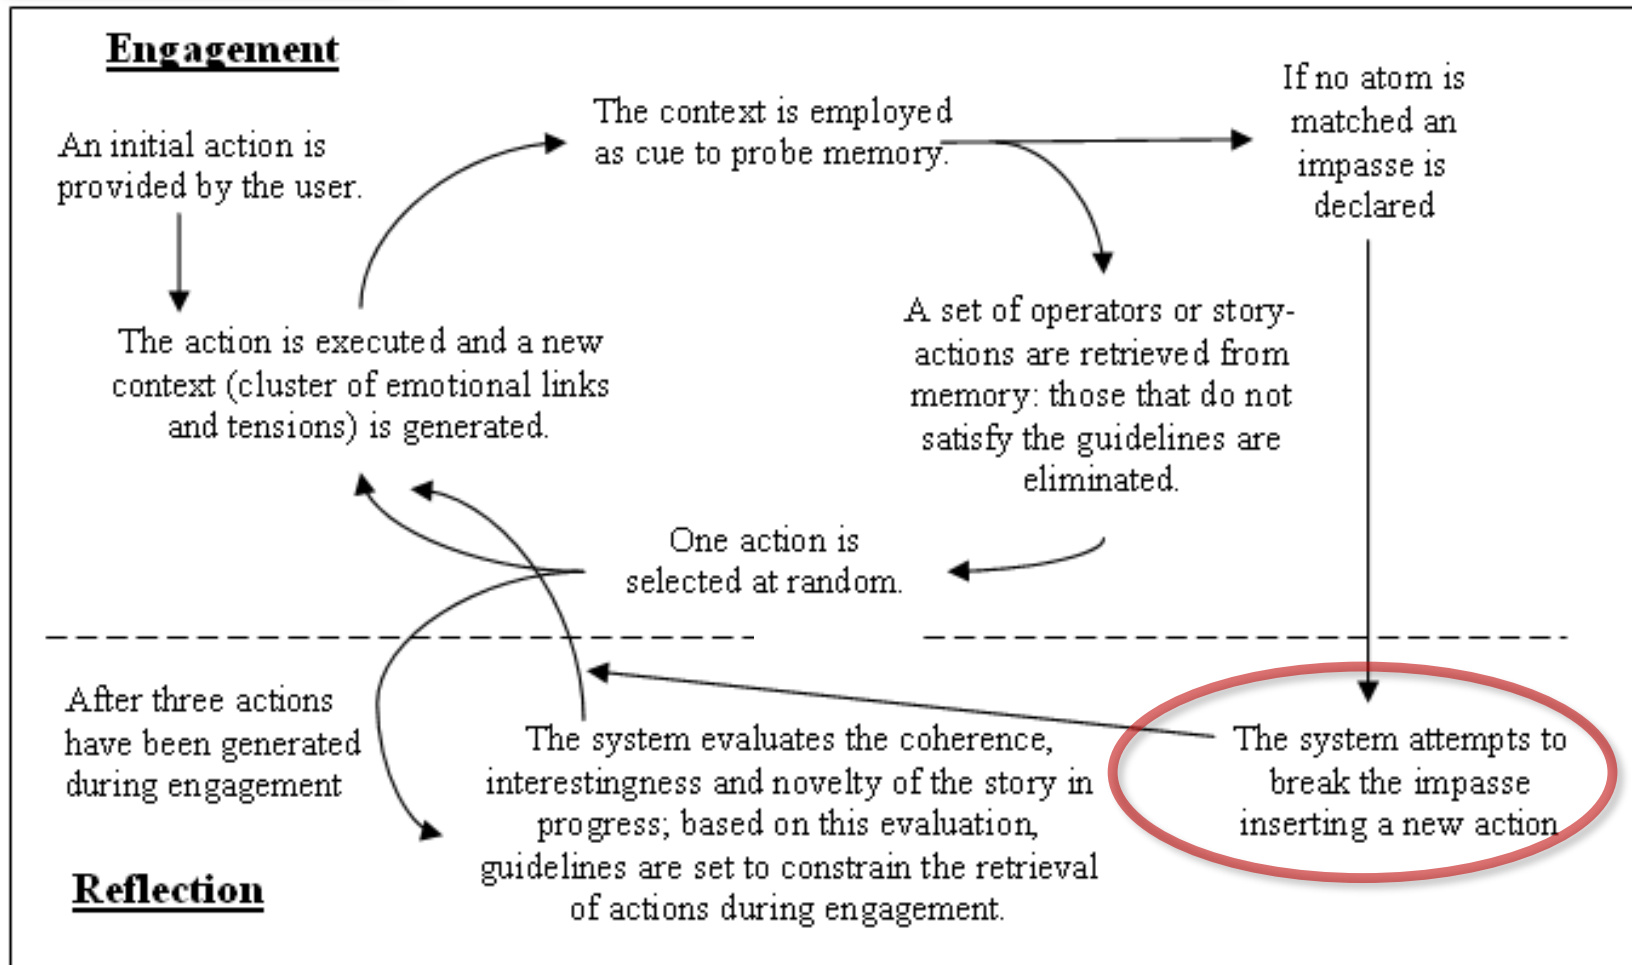 Engagement
An initial action is
provided by the user.
The context is employed
as cue to probe memory.
If no atom is
matched an
impasse is
declared
The action is executed and a new
context (cluster of emotional links
and tensions) is generated.
A set of operators or story-
actions are retrieved from
memory: those that do not
satisfy the guidelines are
eliminated.
One action is
selected at random.
After three actions
have been generated
during engagement
The system evaluates the coherence,
interestingness and novelty of the story in
progress; based on this evaluation,
guidelines are set to constrain the retrieval
of actions during engagement.
The system attempts to
break the impasse
inserting a new action
Reflection